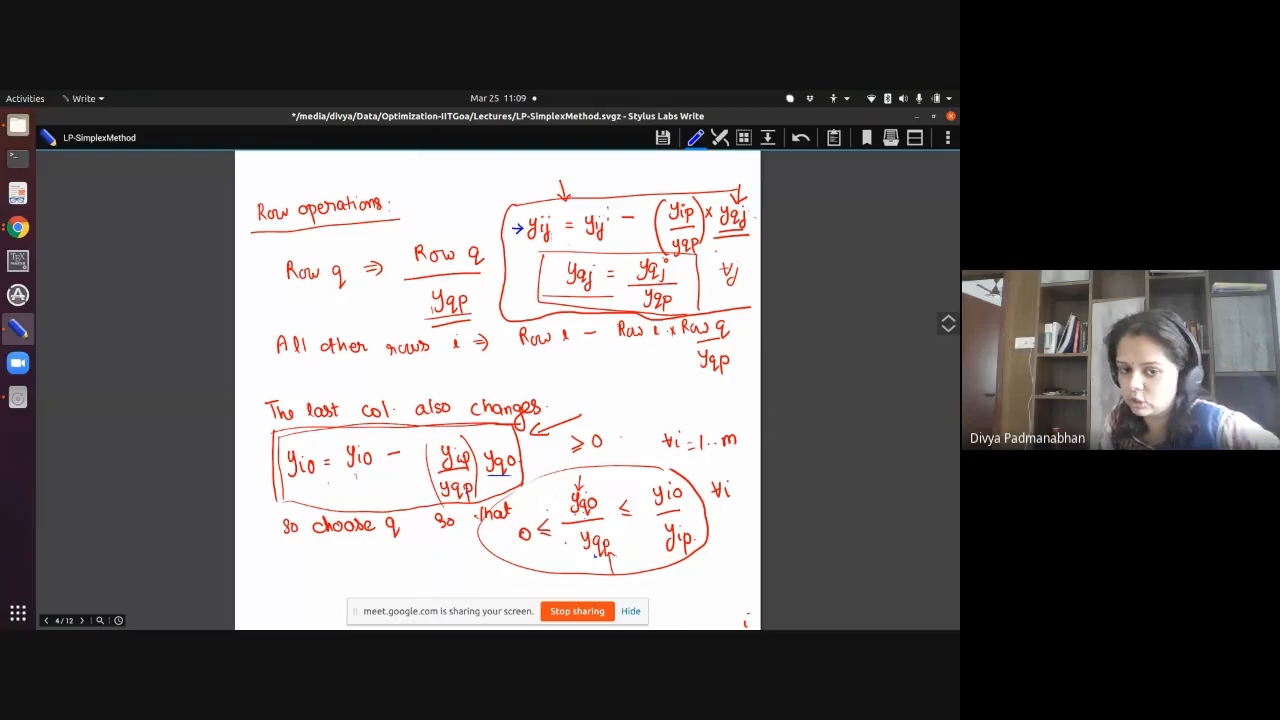 Activities
Write
Mar 25 11:09
*/media/divya/Data/Optimization-IITGoa/Lectures/LP-SimplexMethod.svgz - Stylus Labs Write
LP-SimplexMethod
Row operations:
yij = yij - (yip/yqp) × yqj
Row q ⇒ Row q / yqp
yqj = yqj / yqp ∀j
All other rows i ⇒ Row i - Row i × Row q / yqp
The last col. also changes.
yi0 = yi0 - (yip/yqp) yq0 ≥ 0 ∀i = 1..m
So choose q so that 0 ≤ yq0/yqp ≤ yi0/yip ∀i
i
meet.google.com is sharing your screen.
Stop sharing
Hide
4/12
Divya Padmanabhan